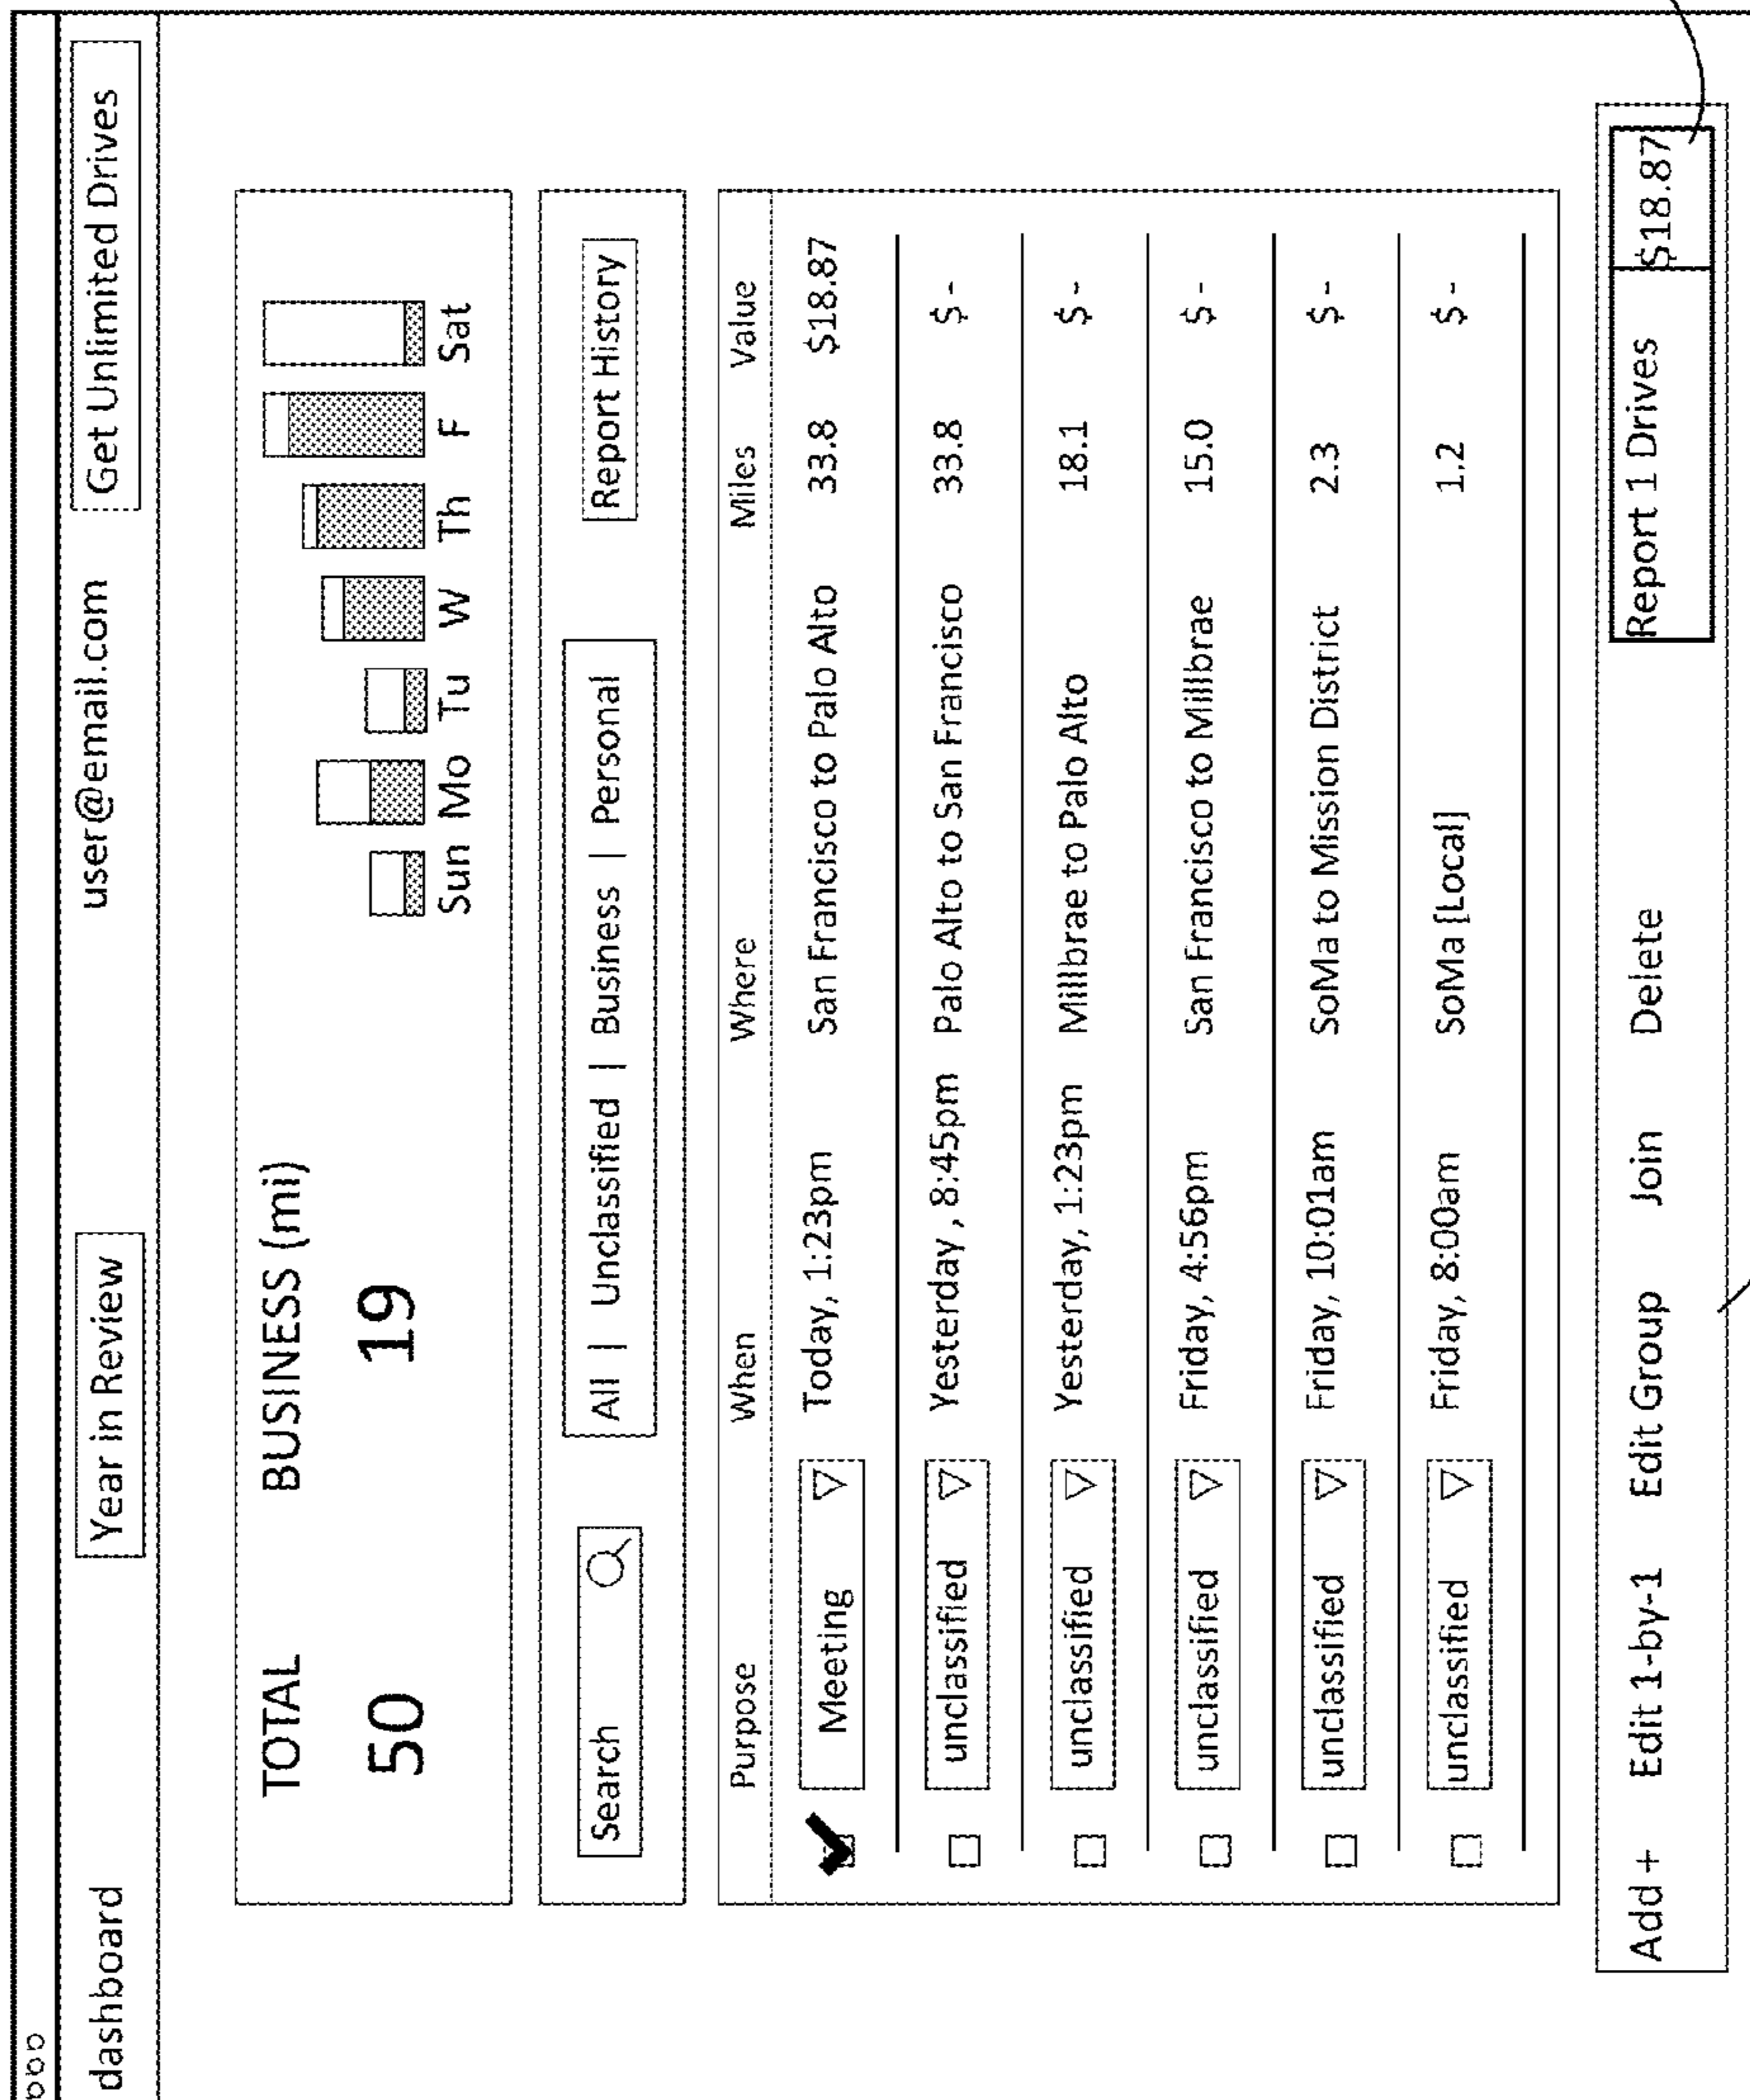 dashboard Year in Review user@email.com Get Unlimited Drives
TOTAL BUSINESS (mi)
50 19
Sun Mo Tu W Th F Sat
Search All | Unclassified | Business | Personal Report History
Purpose When Where Miles Value
Meeting Today, 1:23pm San Francisco to Palo Alto 33.8 $18.87
unclassified Yesterday , 8:45pm Palo Alto to San Francisco 33.8 $ -
unclassified Yesterday, 1:23pm Millbrae to Palo Alto 18.1 $ -
unclassified Friday, 4:56pm San Francisco to Millbrae 15.0 $ -
unclassified Friday, 10:01am SoMa to Mission District 2.3 $ -
unclassified Friday, 8:00am SoMa [Local] 1.2 $ -
Add + Edit 1-by-1 Edit Group Join Delete Report 1 Drives $18.87